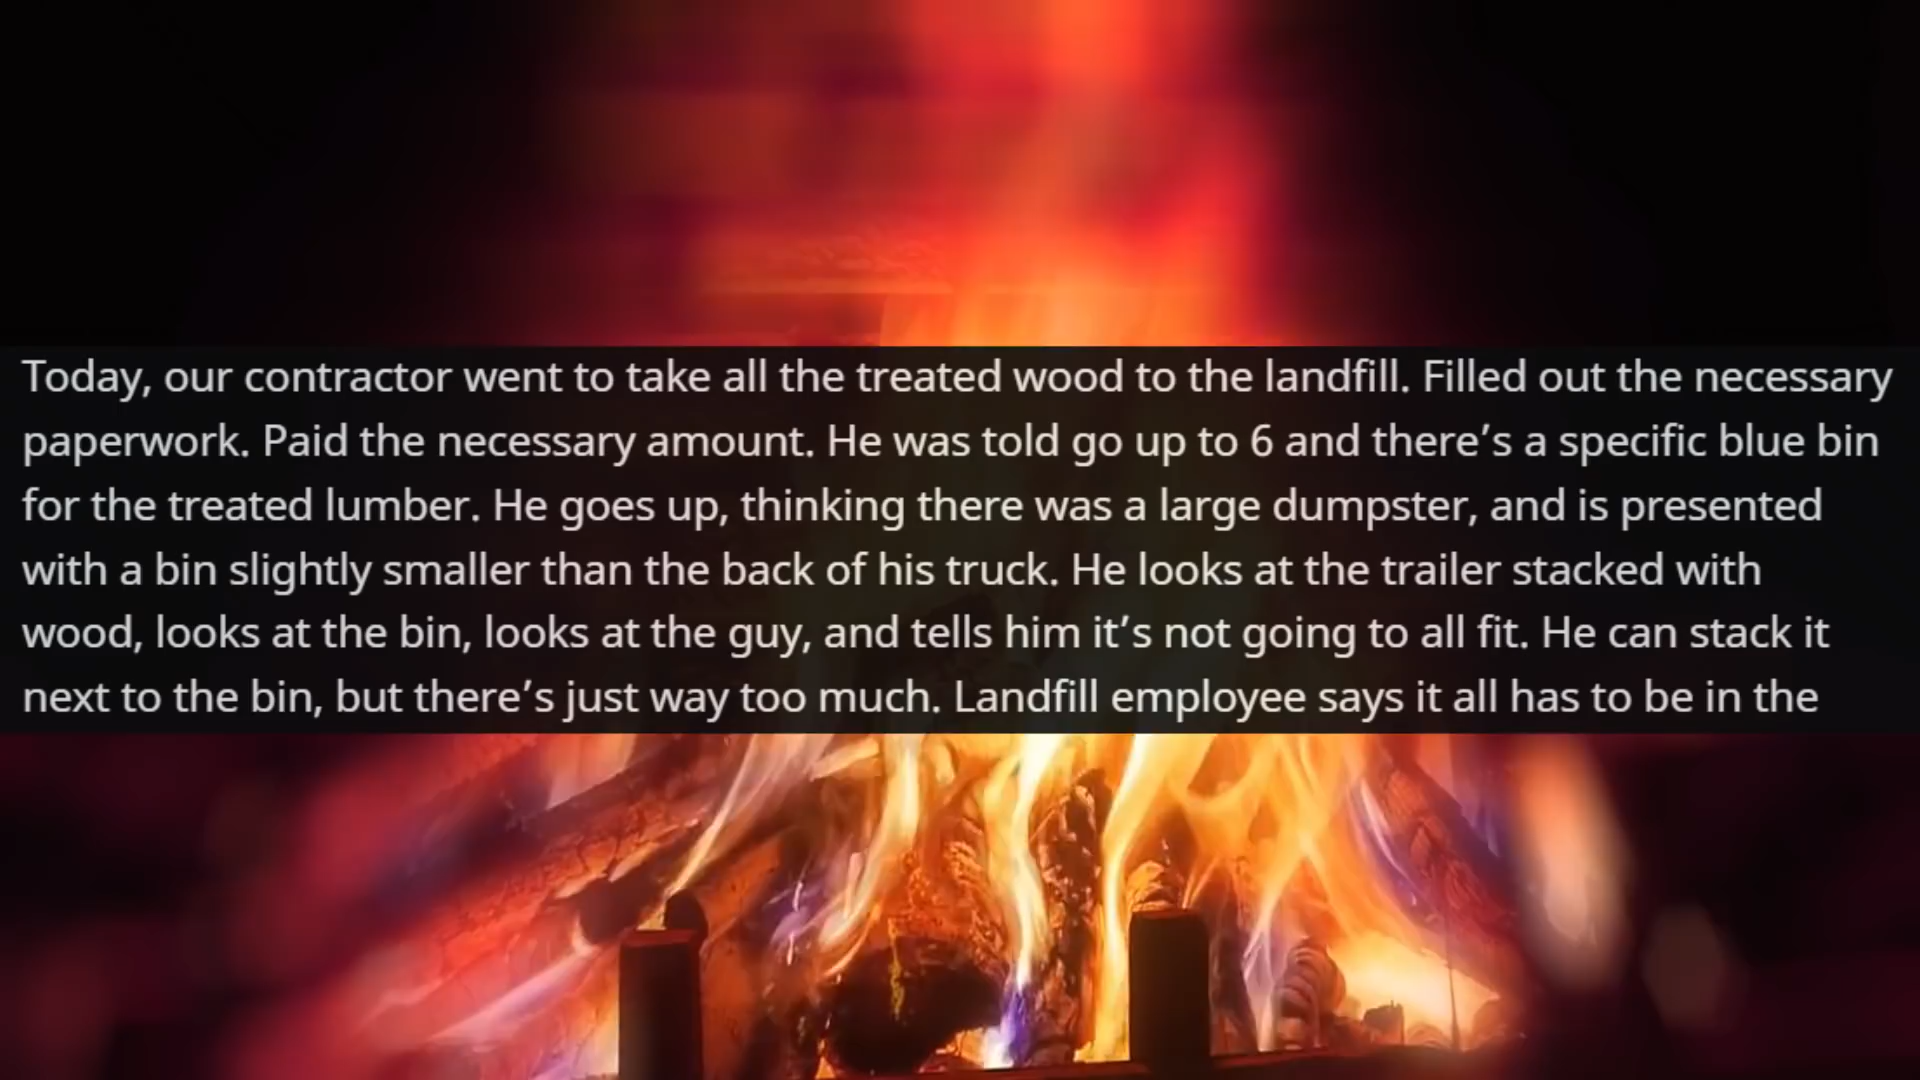 Today, our contractor went to take all the treated wood to the landfill. Filled out the necessary
paperwork. Paid the necessary amount. He was told go up to 6 and there’s a specific blue bin
for the treated lumber. He goes up, thinking there was a large dumpster, and is presented
with a bin slightly smaller than the back of his truck. He looks at the trailer stacked with
wood, looks at the bin, looks at the guy, and tells him it’s not going to all fit. He can stack it
next to the bin, but there’s just way too much. Landfill employee says it all has to be in the